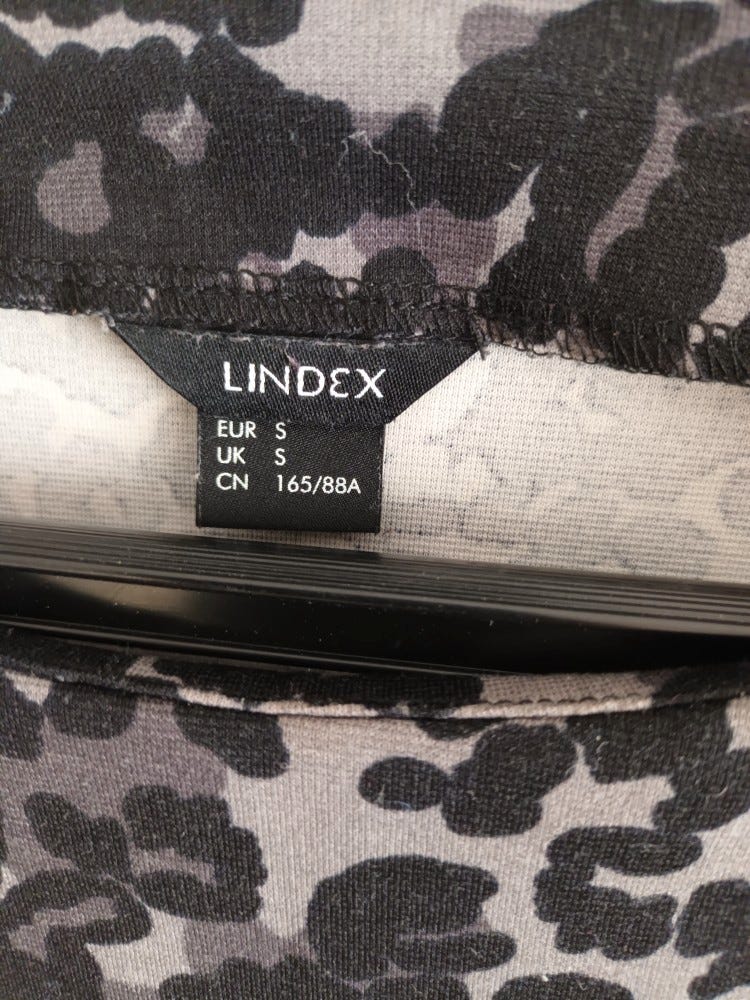 LINDEX
EUR S
UK S
CN 165/88A